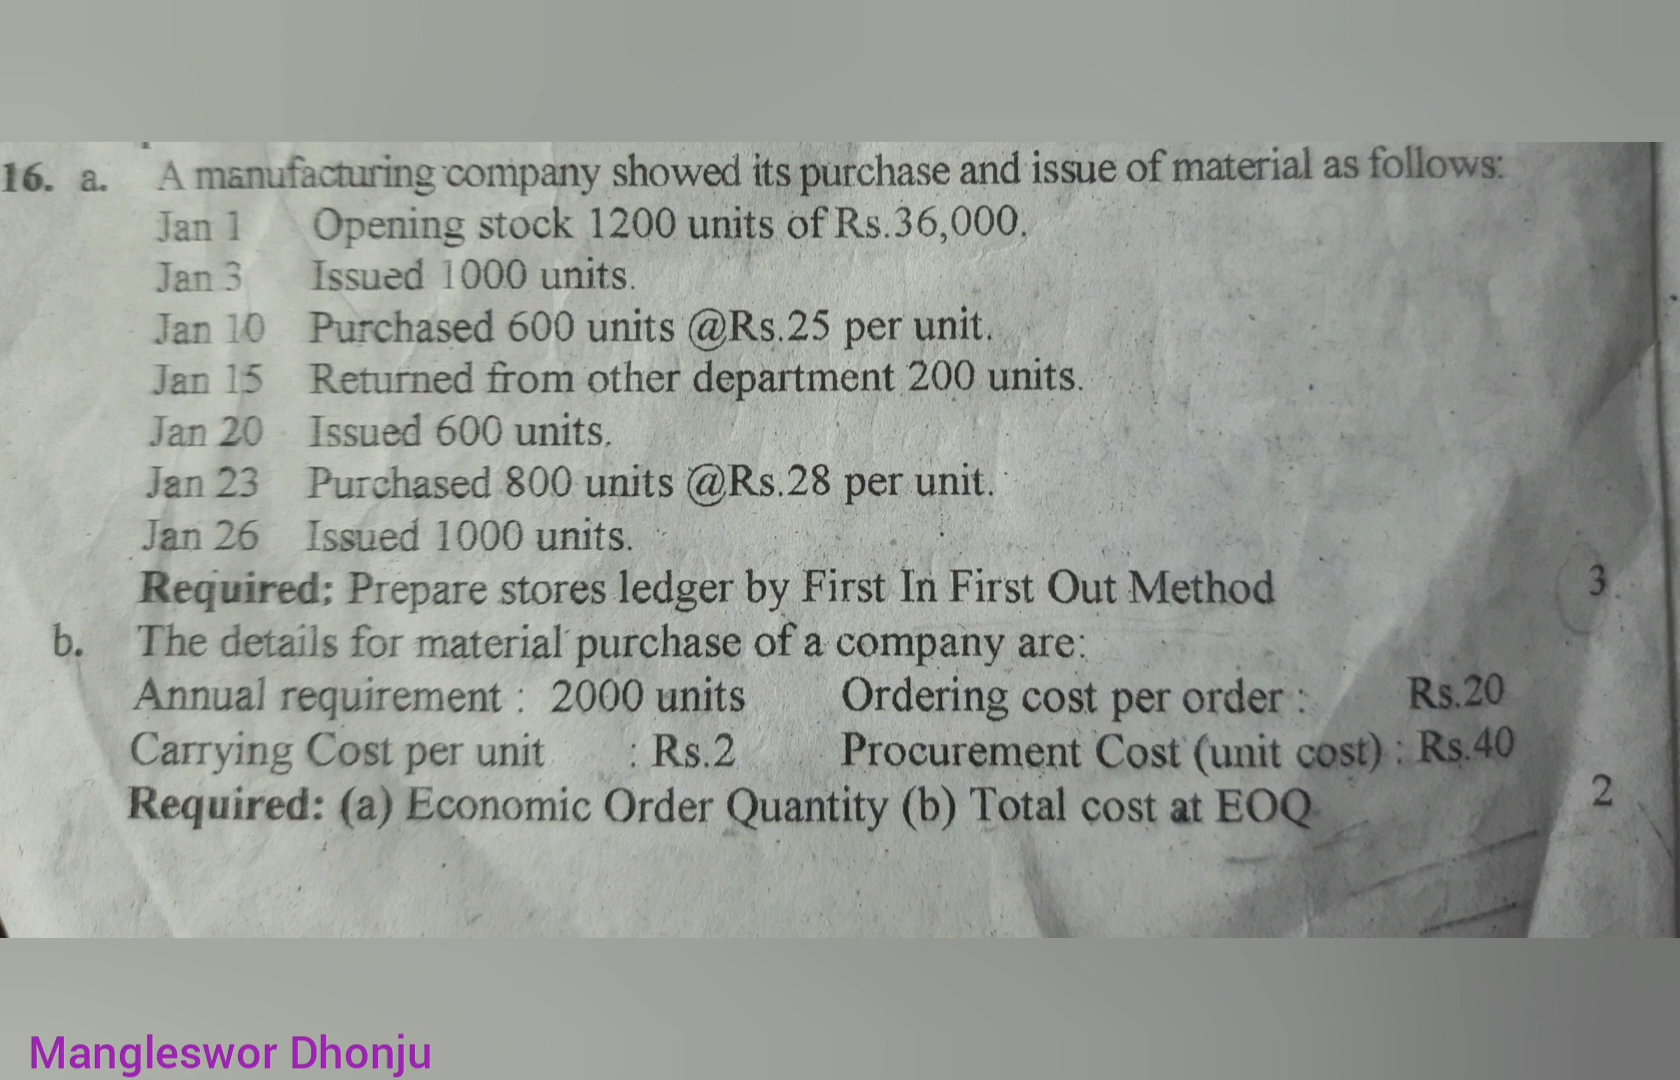 16. a. A manufacturing company showed its purchase and issue of material as follows:
Jan 1 Opening stock 1200 units of Rs.36,000.
Jan 3 Issued 1000 units.
Jan 10 Purchased 600 units @Rs.25 per unit.
Jan 15 Returned from other department 200 units.
Jan 20 Issued 600 units.
Jan 23 Purchased 800 units @Rs.28 per unit.
Jan 26 Issued 1000 units.
Required: Prepare stores ledger by First In First Out Method 3
b. The details for material purchase of a company are:
Annual requirement : 2000 units Ordering cost per order : Rs.20
Carrying Cost per unit : Rs.2 Procurement Cost (unit cost) : Rs.40
Required: (a) Economic Order Quantity (b) Total cost at EOQ 2
Mangleswor Dhonju